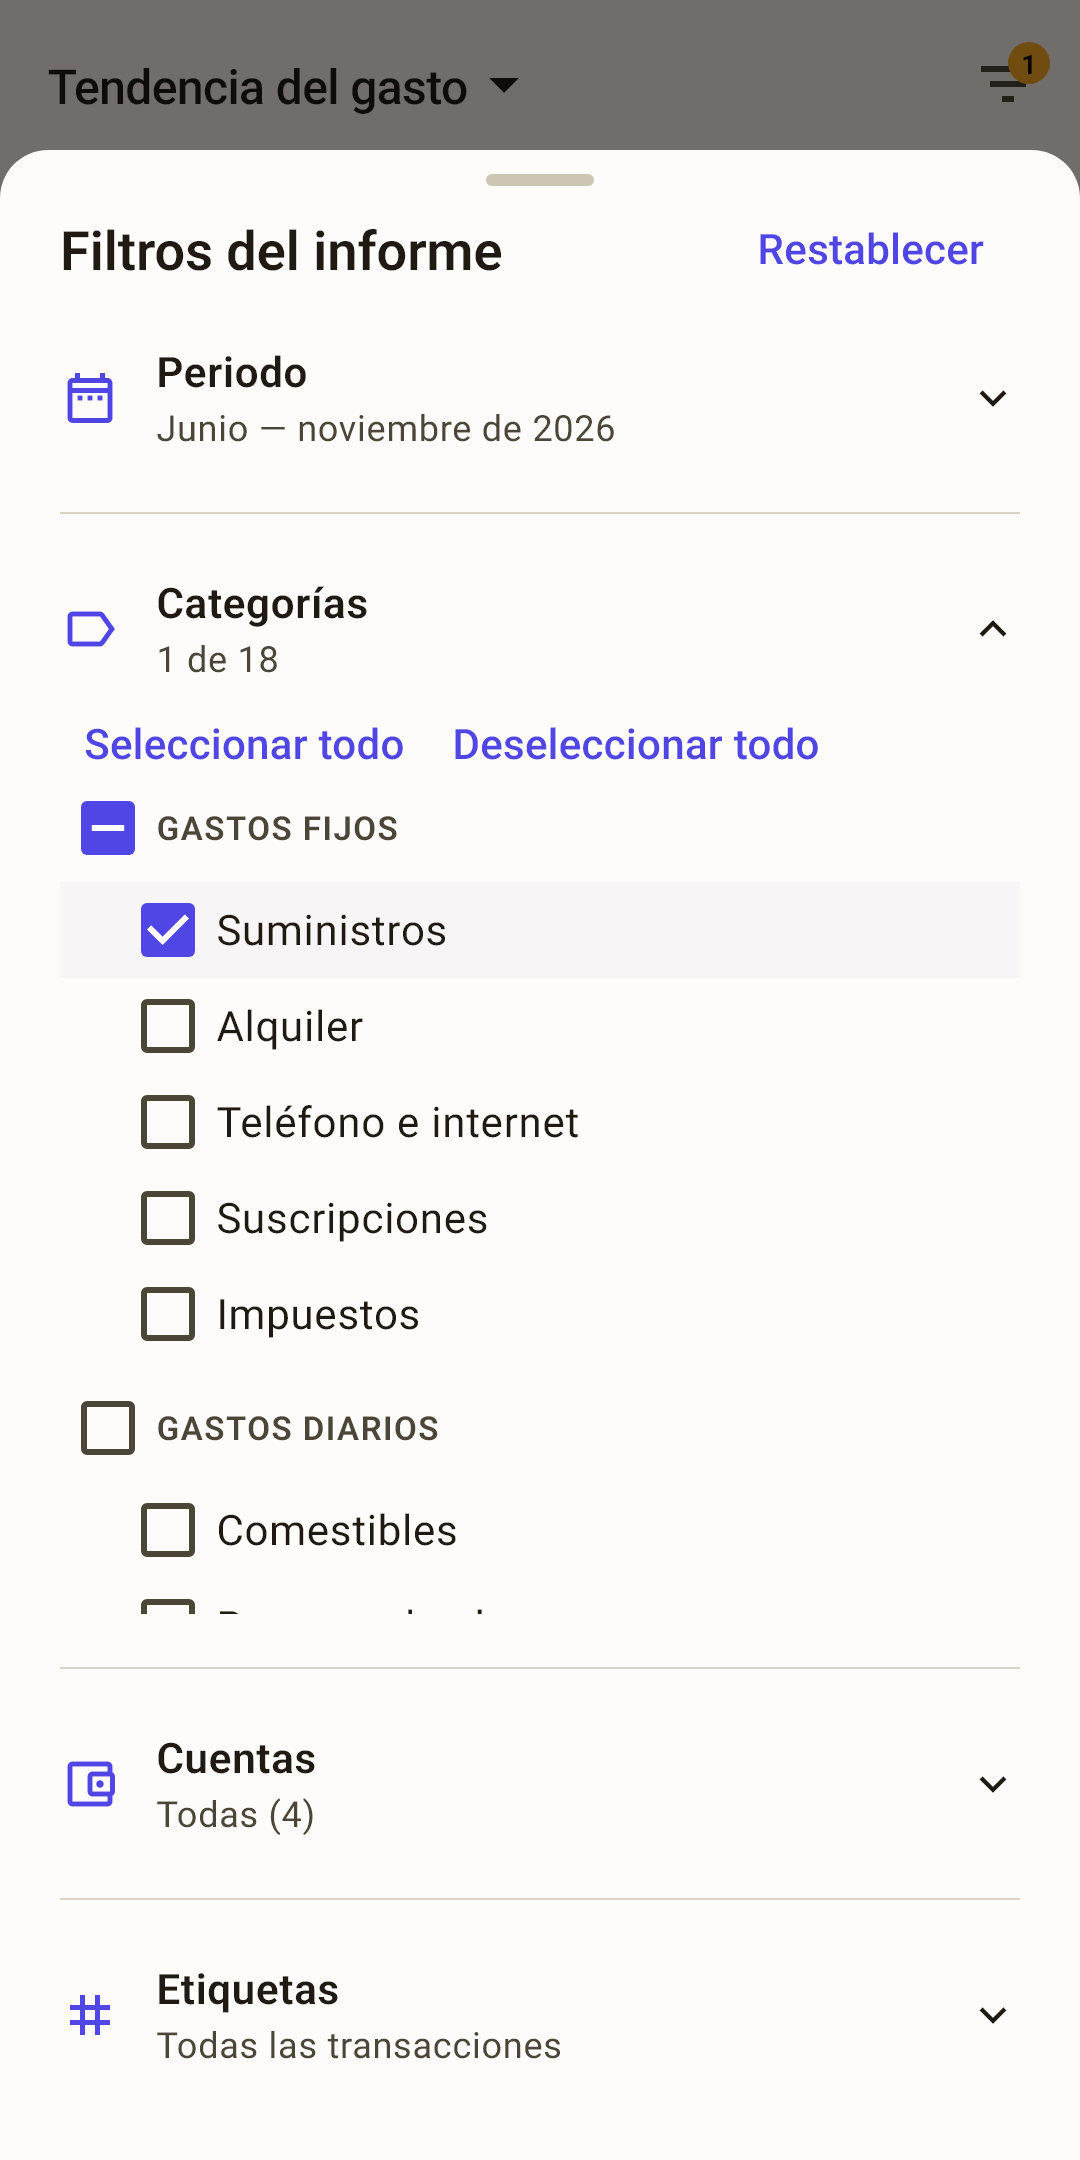 Tendencia del gasto
1
Filtros del informe
Restablecer
Periodo
Junio — noviembre de 2026
Categorías
1 de 18
Seleccionar todo
Deseleccionar todo
GASTOS FIJOS
Suministros
Alquiler
Teléfono e internet
Suscripciones
Impuestos
GASTOS DIARIOS
Comestibles
Cuentas
Todas (4)
Etiquetas
Todas las transacciones